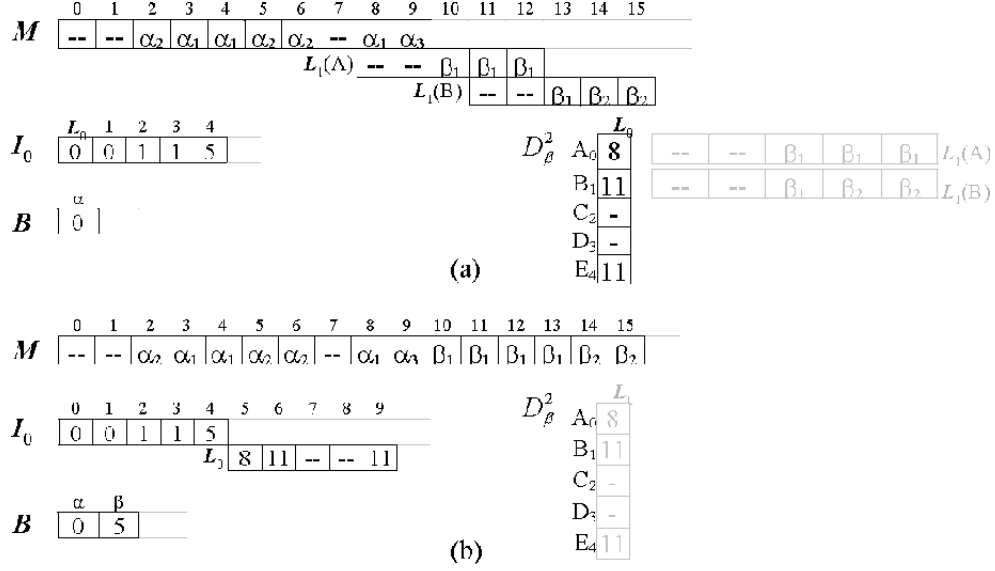 0 1 2 3 4 5 6 7 8 9 10 11 12 13 14 15
M -- -- α₂ α₁ α₁ α₂ α₂ -- α₁ α₃
L₁(A) -- -- β₁ β₁ β₁
L₁(B) -- -- β₁ β₂ β₂
L₀ 1 2 3 4
I₀ 0 0 1 1 5
α
B 0
L₀
D²β A₀ 8 -- -- β₁ β₁ β₁ L₁(A)
B₁ 11 -- -- β₁ β₂ β₂ L₁(B)
C₂ -
D₃ -
E₄ 11
(a)
0 1 2 3 4 5 6 7 8 9 10 11 12 13 14 15
M -- -- α₂ α₁ α₁ α₂ α₂ -- α₁ α₃ β₁ β₁ β₁ β₁ β₂ β₂
0 1 2 3 4 5 6 7 8 9
I₀ 0 0 1 1 5
L₀ 8 11 -- -- 11
α β
B 0 5
D²β A₀ 8
B₁ 11
C₂ -
D₃ -
E₄ 11
(b)